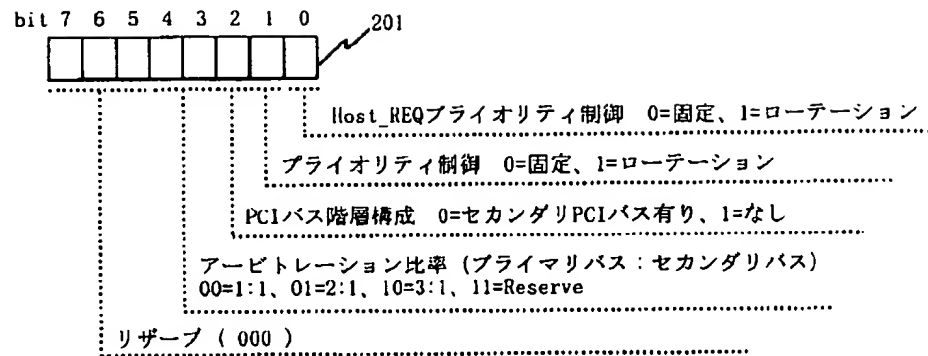 bit 7 6 5 4 3 2 1 0
201
Host_REQプライオリティ制御 0=固定、1=ローテーション
プライオリティ制御 0=固定、1=ローテーション
PCIバス階層構成 0=セカンダリPCIバス有り、1=なし
アービトレーション比率 (プライマリバス:セカンダリバス)
00=1:1、01=2:1、10=3:1、11=Reserve
リザーブ ( 000 )